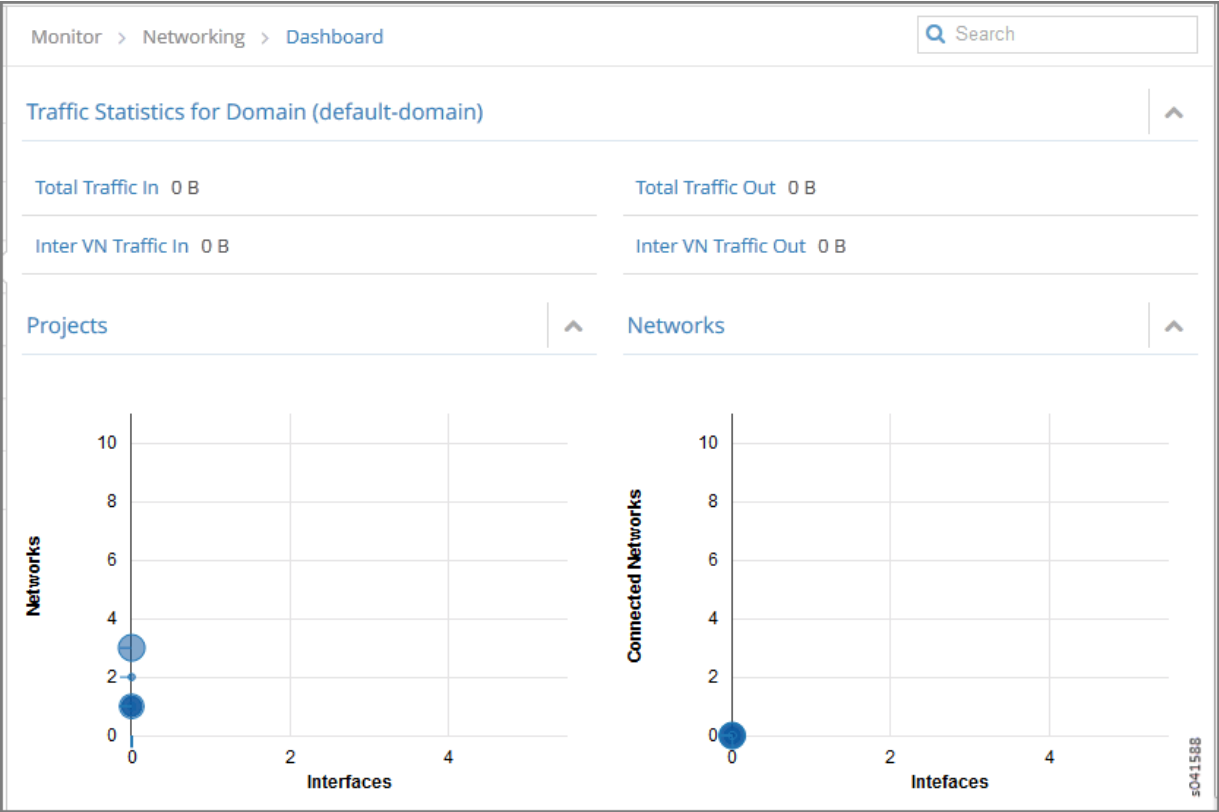 Monitor > Networking > Dashboard
Search
Traffic Statistics for Domain (default-domain)
Total Traffic In 0 B
Total Traffic Out 0 B
Inter VN Traffic In 0 B
Inter VN Traffic Out 0 B
Projects
Networks
10
8
6
4
2
0
Networks
0 2 4
Interfaces
10
8
6
4
2
0
Connected Networks
0 2 4
Intefaces
s041588